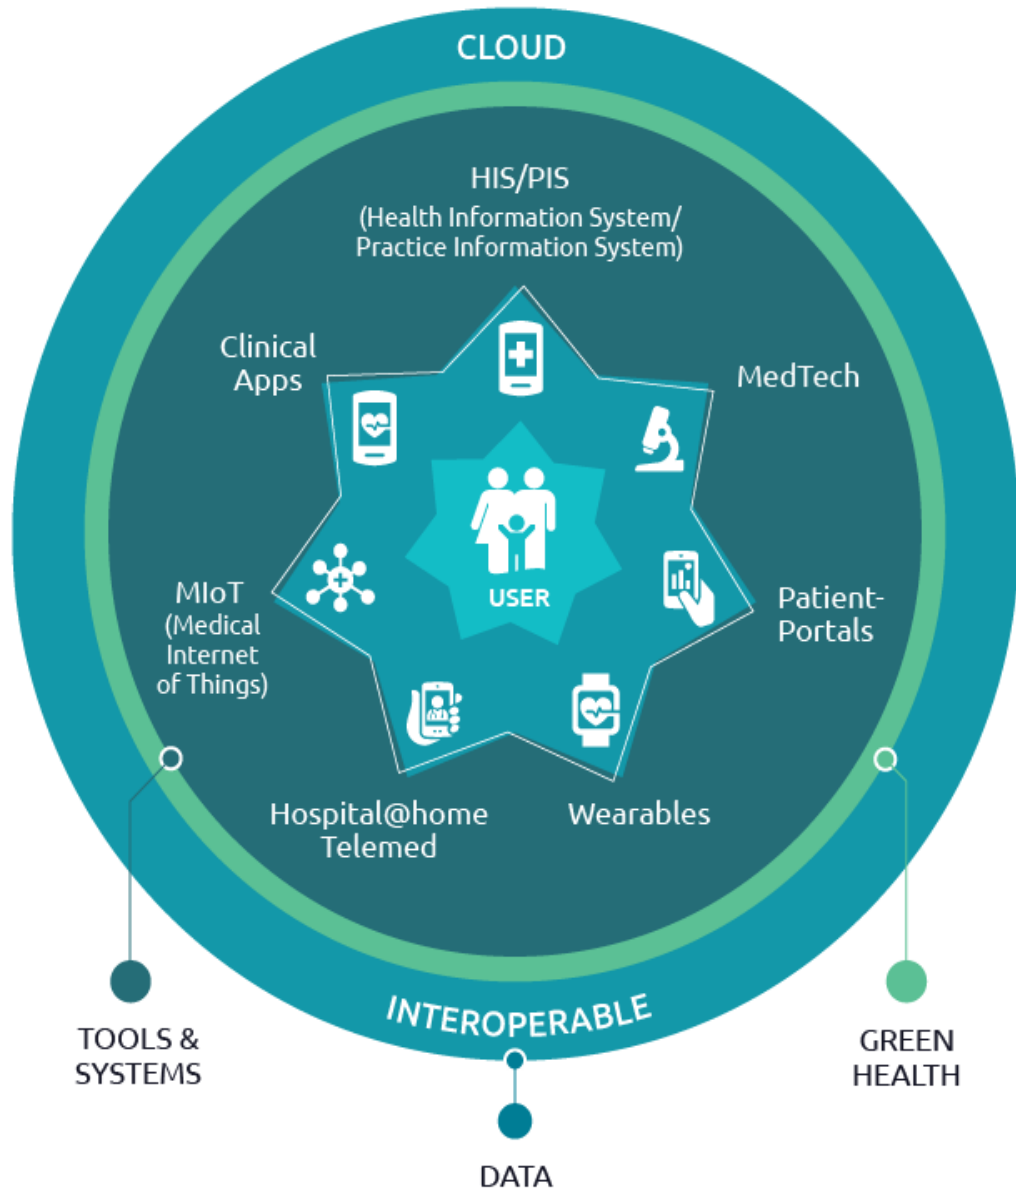 CLOUD
HIS/PIS
(Health Information System/
Practice Information System)
Clinical
Apps
MedTech
USER
MIoT
(Medical
Internet
of Things)
Patient-
Portals
Hospital@home
Telemed
Wearables
INTEROPERABLE
TOOLS &
SYSTEMS
GREEN
HEALTH
DATA